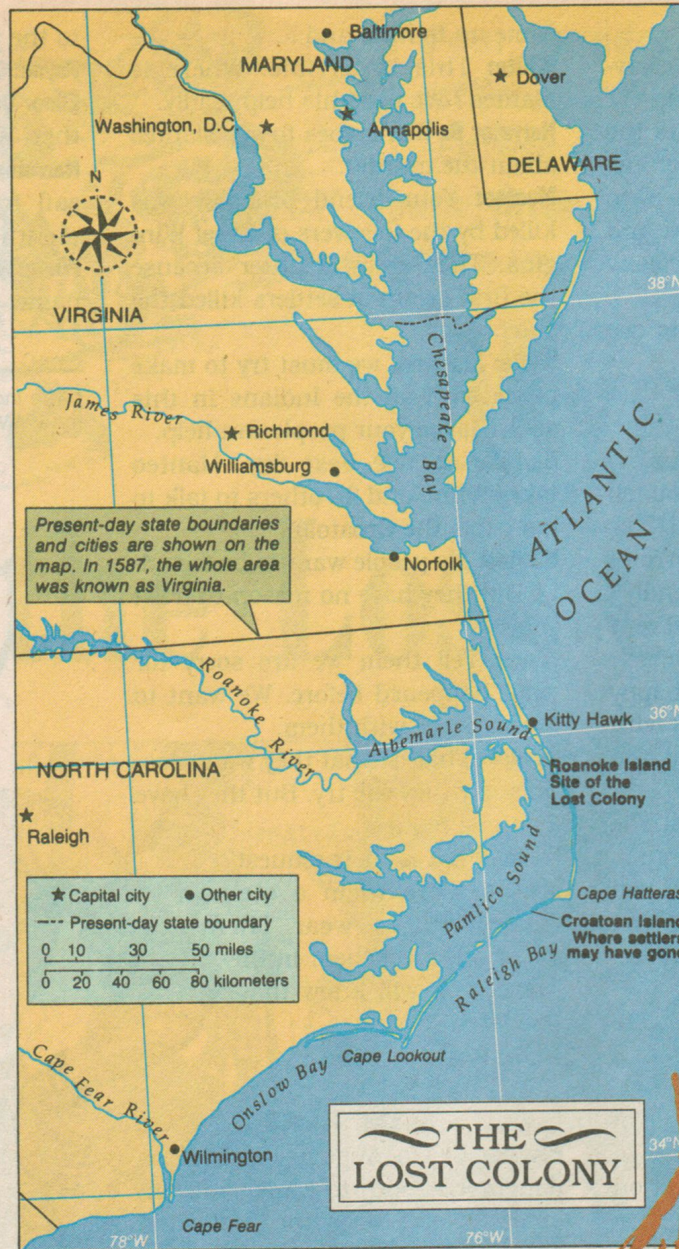 Baltimore
MARYLAND
Dover
Washington, D.C.
Annapolis
DELAWARE
N
38°N
VIRGINIA
Chesapeake Bay
James River
Richmond
Williamsburg
ATLANTIC
OCEAN
Present-day state boundaries
and cities are shown on the
map. In 1587, the whole area
was known as Virginia.
Norfolk
Roanoke River
36°N
Kitty Hawk
Albemarle Sound
NORTH CAROLINA
Roanoke Island
Site of the
Lost Colony
Raleigh
Pamlico Sound
Cape Hatteras
Capital city
Other city
Present-day state boundary
0 10 30 50 miles
0 20 40 60 80 kilometers
Croatoan Island
Where settlers
may have gone
Raleigh Bay
Cape Lookout
Onslow Bay
Cape Fear River
Wilmington
THE
LOST COLONY
34°N
Cape Fear
78°W
76°W